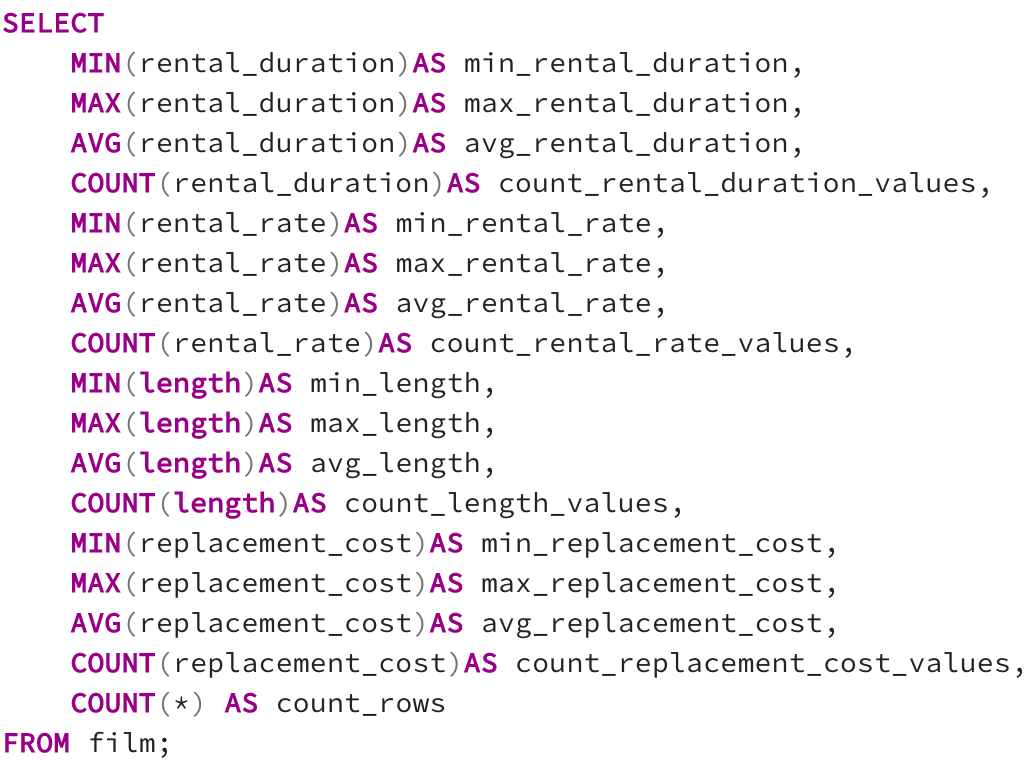 SELECT
    MIN(rental_duration)AS min_rental_duration,
    MAX(rental_duration)AS max_rental_duration,
    AVG(rental_duration)AS avg_rental_duration,
    COUNT(rental_duration)AS count_rental_duration_values,
    MIN(rental_rate)AS min_rental_rate,
    MAX(rental_rate)AS max_rental_rate,
    AVG(rental_rate)AS avg_rental_rate,
    COUNT(rental_rate)AS count_rental_rate_values,
    MIN(length)AS min_length,
    MAX(length)AS max_length,
    AVG(length)AS avg_length,
    COUNT(length)AS count_length_values,
    MIN(replacement_cost)AS min_replacement_cost,
    MAX(replacement_cost)AS max_replacement_cost,
    AVG(replacement_cost)AS avg_replacement_cost,
    COUNT(replacement_cost)AS count_replacement_cost_values,
    COUNT(*) AS count_rows
FROM film;